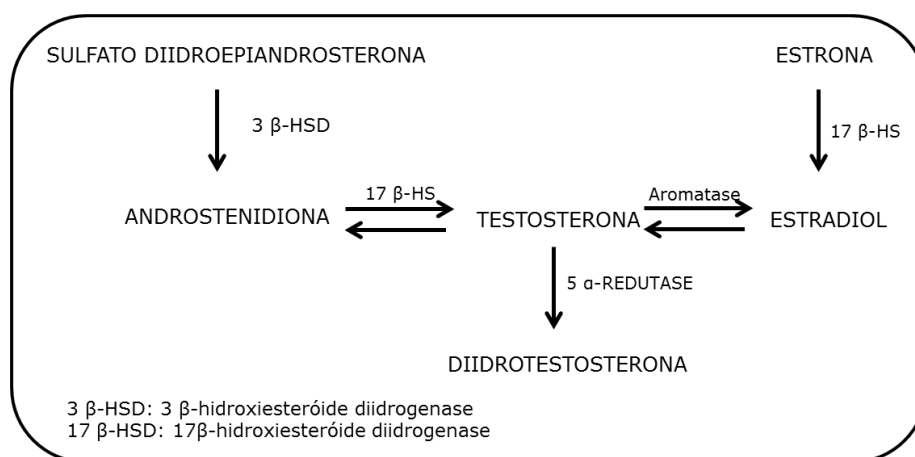 SULFATO DIIDROEPIANDROSTERONA
ESTRONA
3 β-HSD
17 β-HS
ANDROSTENIDIONA
17 β-HS
TESTOSTERONA
Aromatase
ESTRADIOL
5 α-REDUTASE
DIIDROTESTOSTERONA
3 β-HSD: 3 β-hidroxiesteróide diidrogenase
17 β-HSD: 17β-hidroxiesteróide diidrogenase